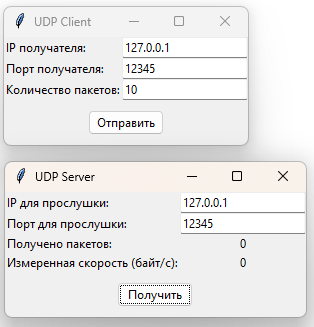 UDP Client
IP получателя: 127.0.0.1
Порт получателя: 12345
Количество пакетов: 10
Отправить
UDP Server
IP для прослушки: 127.0.0.1
Порт для прослушки: 12345
Получено пакетов: 0
Измеренная скорость (байт/с): 0
Получить